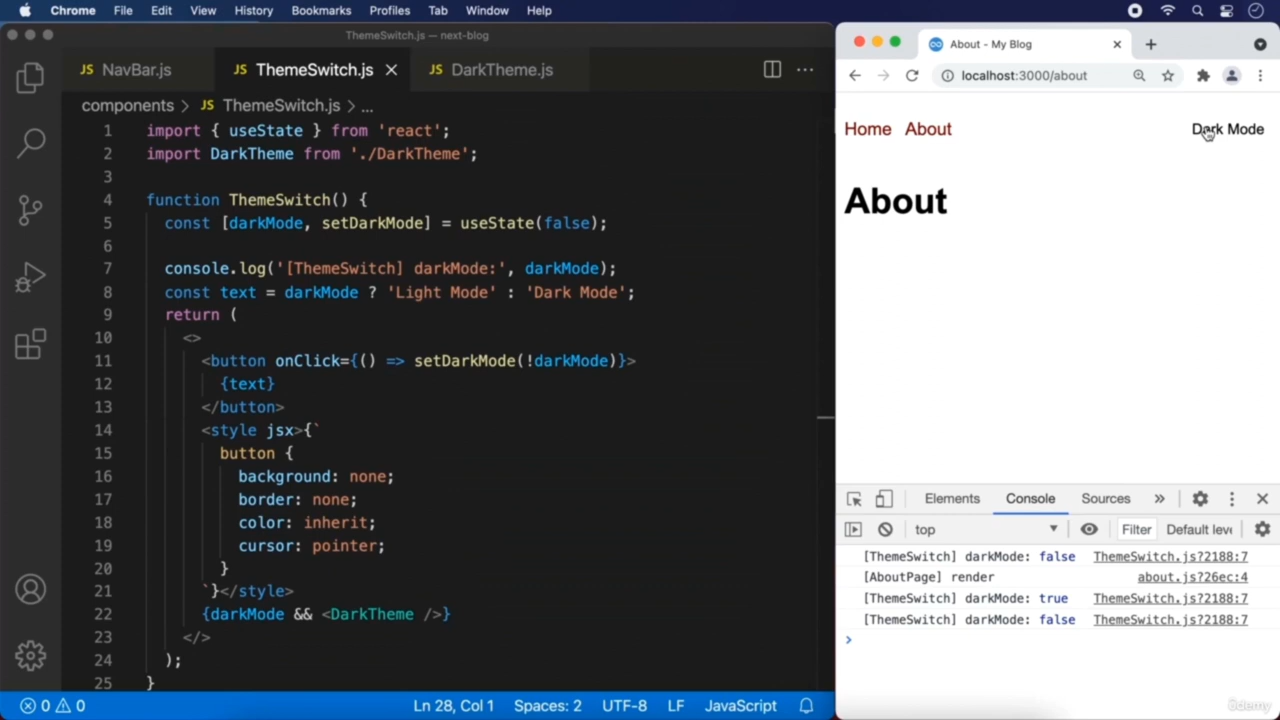 Chrome File Edit View History Bookmarks Profiles Tab Window Help
ThemeSwitch.js — next-blog
JS NavBar.js JS ThemeSwitch.js JS DarkTheme.js
components > JS ThemeSwitch.js > ...
1 import { useState } from 'react';
2 import DarkTheme from './DarkTheme';
3
4 function ThemeSwitch() {
5 const [darkMode, setDarkMode] = useState(false);
6
7 console.log('[ThemeSwitch] darkMode:', darkMode);
8 const text = darkMode ? 'Light Mode' : 'Dark Mode';
9 return (
10 <>
11 <button onClick={() => setDarkMode(!darkMode)}>
12 {text}
13 </button>
14 <style jsx>{`
15 button {
16 background: none;
17 border: none;
18 color: inherit;
19 cursor: pointer;
20 }
21 `}</style>
22 {darkMode && <DarkTheme />}
23 </>
24 );
25 }
0 0 Ln 28, Col 1 Spaces: 2 UTF-8 LF JavaScript
About - My Blog
localhost:3000/about
Home About Dark Mode
About
Elements Console Sources »
top Filter Default leve
[ThemeSwitch] darkMode: false ThemeSwitch.js?2188:7
[AboutPage] render about.js?26ec:4
[ThemeSwitch] darkMode: true ThemeSwitch.js?2188:7
[ThemeSwitch] darkMode: false ThemeSwitch.js?2188:7
>
ûdemy